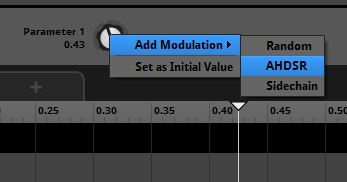 Parameter 1
0.43
Add Modulation
Set as Initial Value
Random
AHDSR
Sidechain
+
0.25
0.30
0.35
0.40
0.45
0.50